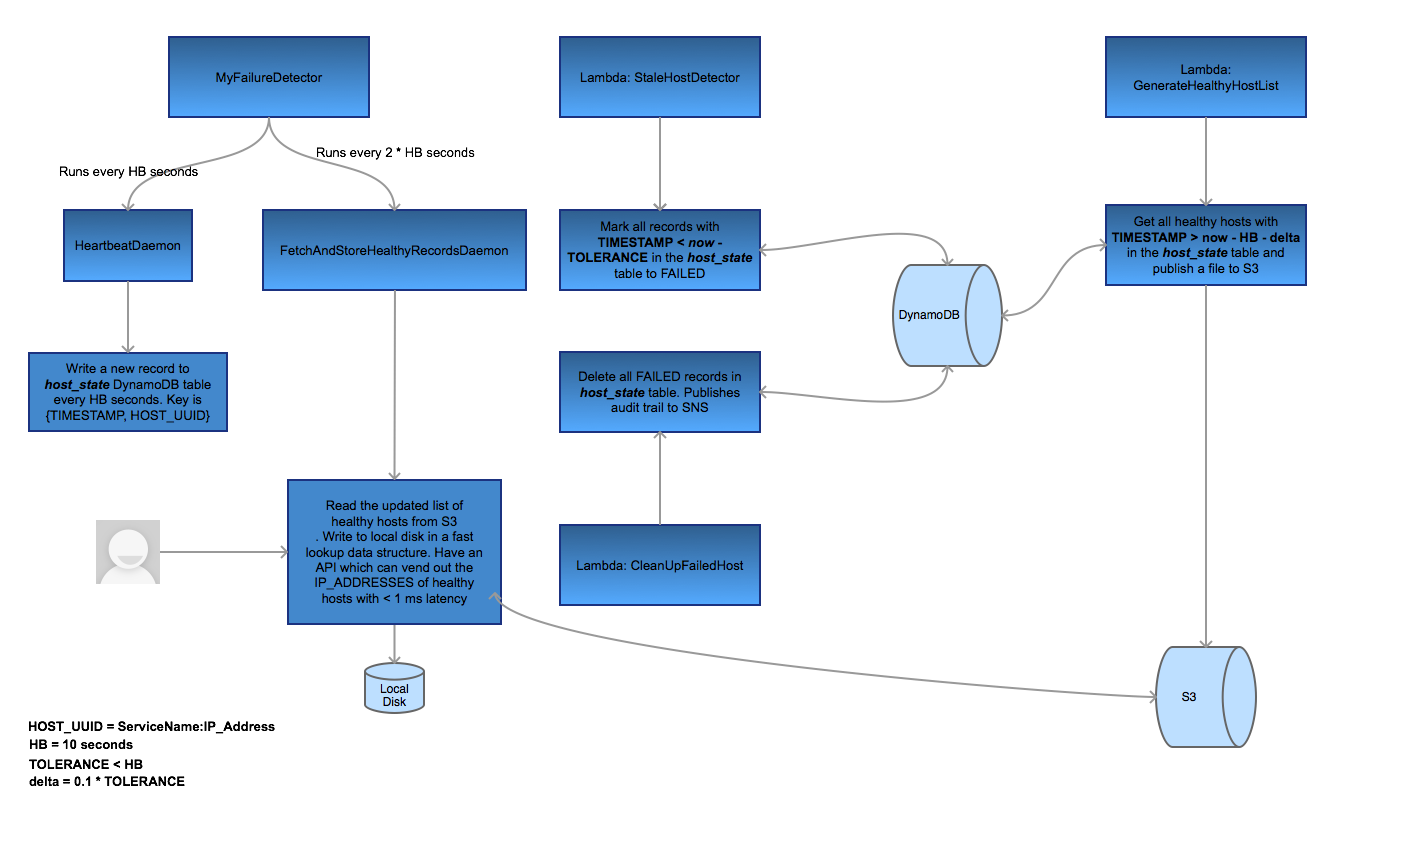 MyFailureDetector
Lambda: StaleHostDetector
Lambda:
GenerateHealthyHostList
Runs every HB seconds
Runs every 2 * HB seconds
HeartbeatDaemon
FetchAndStoreHealthyRecordsDaemon
Mark all records with
TIMESTAMP < now -
TOLERANCE in the host_state
table to FAILED
Get all healthy hosts with
TIMESTAMP > now - HB - delta
in the host_state table and
publish a file to S3
DynamoDB
Write a new record to
host_state DynamoDB table
every HB seconds. Key is
{TIMESTAMP, HOST_UUID}
Delete all FAILED records in
host_state table. Publishes
audit trail to SNS
Read the updated list of
healthy hosts from S3
. Write to local disk in a fast
lookup data structure. Have an
API which can vend out the
IP_ADDRESSES of healthy
hosts with < 1 ms latency
Lambda: CleanUpFailedHost
Local
Disk
S3
HOST_UUID = ServiceName:IP_Address
HB = 10 seconds
TOLERANCE < HB
delta = 0.1 * TOLERANCE